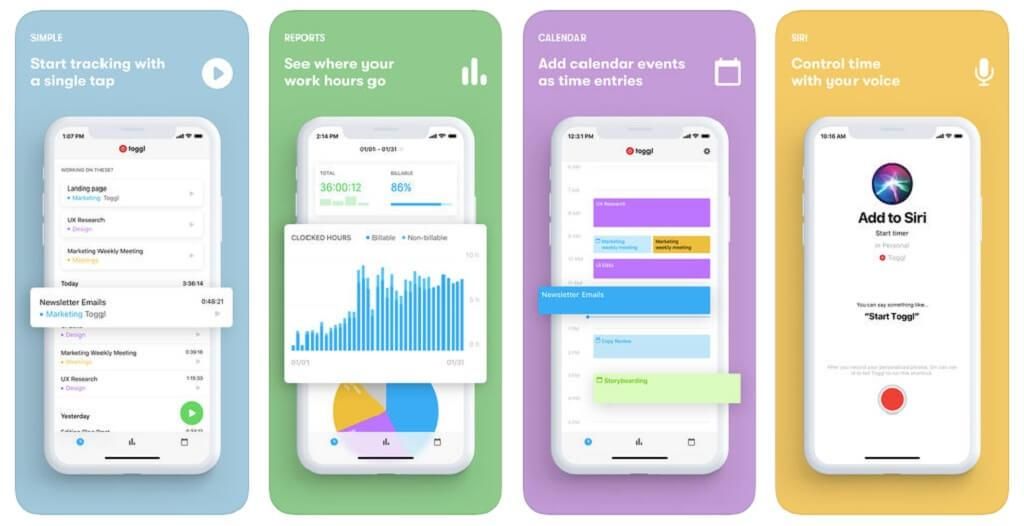 SIMPLE
Start tracking with
a single tap
1:07 PM
toggl
WORKING ON THESE?
Landing page
Marketing Toggl
UX Research
Design
Marketing Weekly Meeting
Meetings
Today 3:36:14
Newsletter Emails 0:48:21
Marketing Toggl
Design
Marketing Weekly Meeting 0:39:16
Meetings
UX Research
Design
Yesterday
REPORTS
See where your
work hours go
2:14 PM
01/01 - 01/31
TOTAL BILLABLE
36:00:12 86%
CLOCKED HOURS Billable Non-billable
10 h
5 h
0 h
01/01 01/31
CALENDAR
Add calendar events
as time entries
12:31 PM
toggl
UX Research
Marketing
weekly meeting
Marketing
weekly meeting
Newsletter Emails
Copy Review
Storyboarding
SIRI
Control time
with your voice
10:16 AM
Add to Siri
Start timer
in Personal
Toggl
You can say something like...
“Start Toggl”